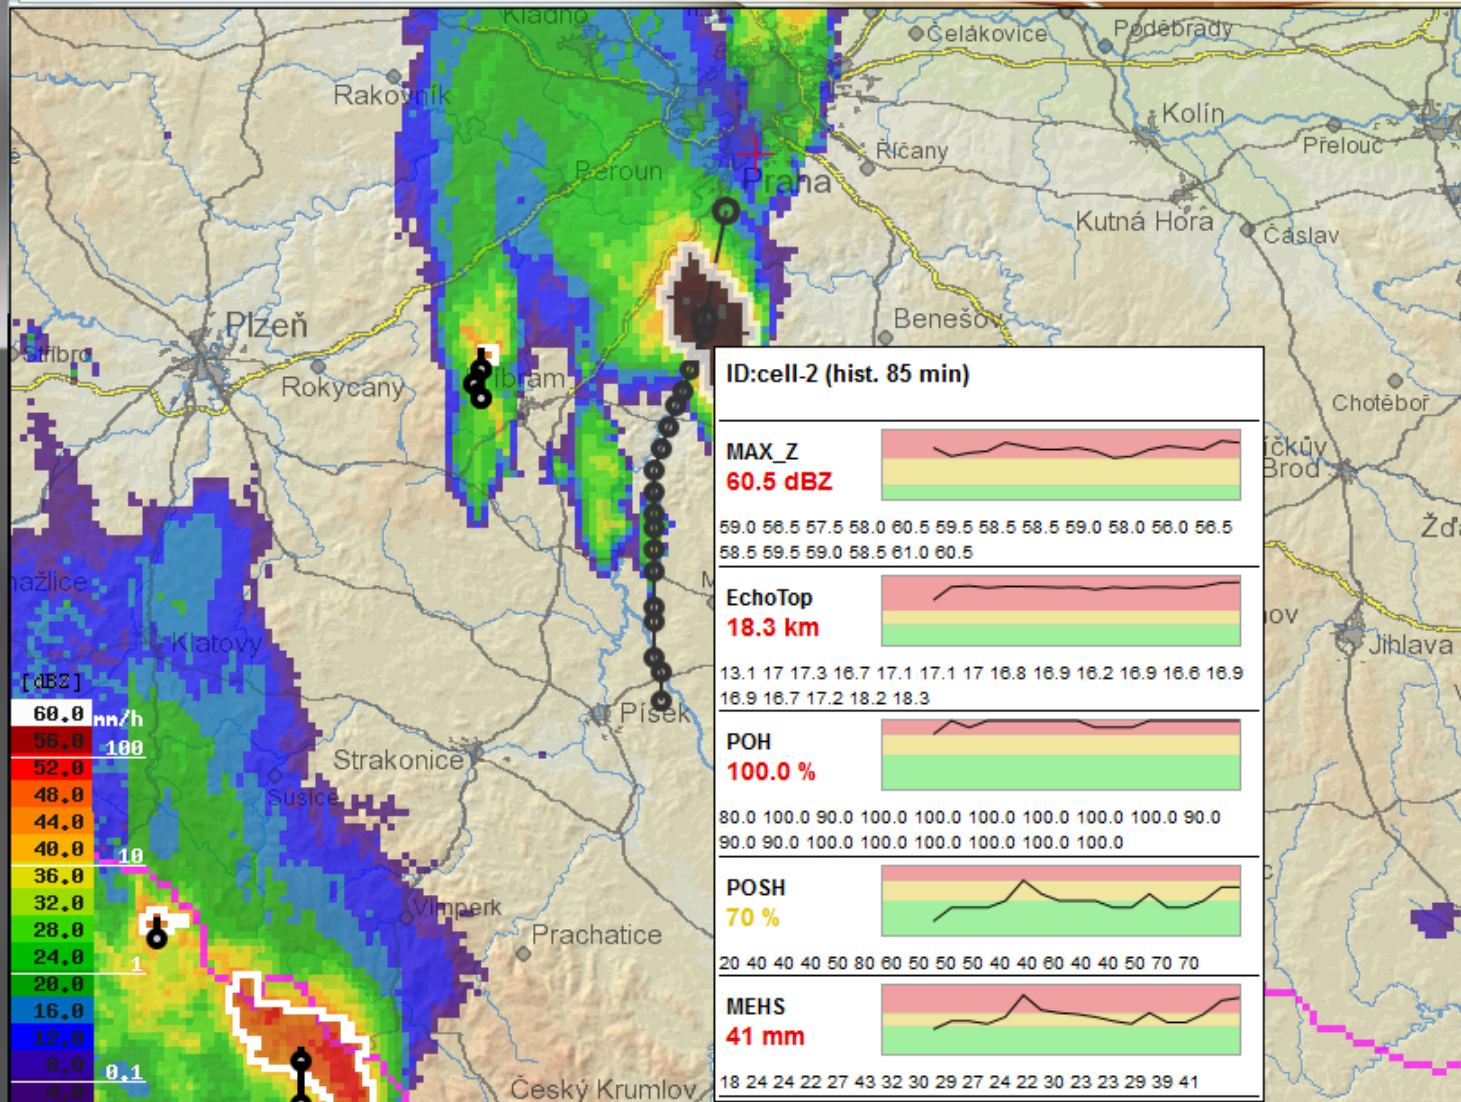 Kladno
Čelákovice
Poděbrady
Rakovník
Kolín
Přelouč
Říčany
Beroun
Praha
Kutná Hora
Čáslav
Benešov
Plzeň
Stříbro
Rokycany
íbram
Chotěboř
íčkův
Brod
Žďa
ažlice
Klatovy
nov
Jihlava
Písek
Strakonice
Sušice
Vimperk
Prachatice
Český Krumlov
[dBZ]
60.0 mm/h
56.0
100
52.0
48.0
44.0
40.0
10
36.0
32.0
28.0
24.0
1
20.0
16.0
12.0
8.0
0.1
4.0
ID:cell-2 (hist. 85 min)
MAX_Z
60.5 dBZ
59.0 56.5 57.5 58.0 60.5 59.5 58.5 58.5 59.0 58.0 56.0 56.5
58.5 59.5 59.0 58.5 61.0 60.5
EchoTop
18.3 km
13.1 17 17.3 16.7 17.1 17.1 17 16.8 16.9 16.2 16.9 16.6 16.9
16.9 16.7 17.2 18.2 18.3
POH
100.0 %
80.0 100.0 90.0 100.0 100.0 100.0 100.0 100.0 100.0 90.0
90.0 90.0 100.0 100.0 100.0 100.0 100.0 100.0
POSH
70 %
20 40 40 40 50 80 60 50 50 50 40 40 60 40 40 50 70 70
MEHS
41 mm
18 24 24 22 27 43 32 30 29 27 24 22 30 23 23 29 39 41